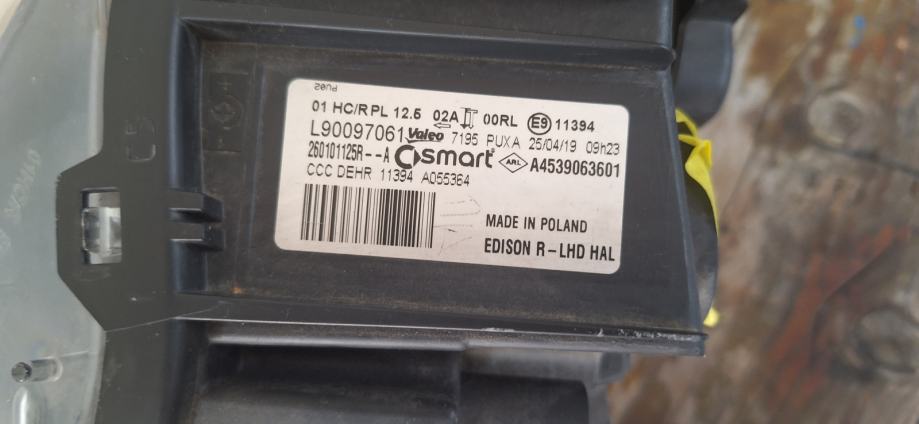 PU02
01 HC/R PL 12.5 02A 00RL E9 11394
L90097061 Valeo 7195 PUXA 25/04/19 09h23
260101125R--A smart ARL A4539063601
CCC DEHR 11394 A055364
MADE IN POLAND
EDISON R-LHD HAL